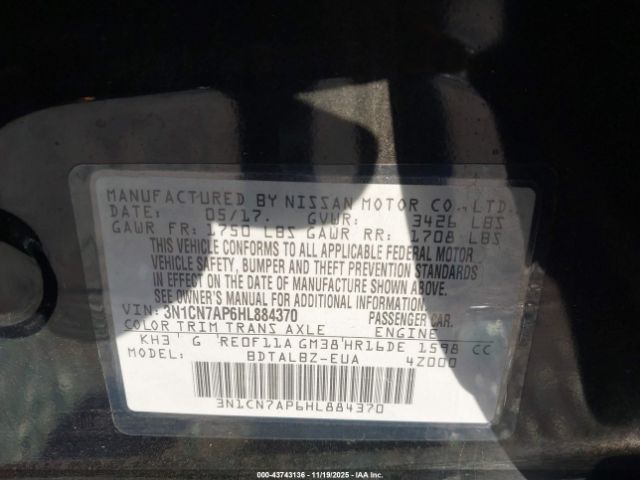 MANUFACTURED BY NISSAN MOTOR CO., LTD.
DATE: 05/17. GVWR: 3426 LBS
GAWR FR: 1750 LBS GAWR RR: 1708 LBS
THIS VEHICLE CONFORMS TO ALL APPLICABLE FEDERAL MOTOR
VEHICLE SAFETY, BUMPER AND THEFT PREVENTION STANDARDS
IN EFFECT ON THE DATE OF MANUFACTURE SHOWN ABOVE.
SEE OWNER'S MANUAL FOR ADDITIONAL INFORMATION.
VIN: 3N1CN7AP6HL884370 PASSENGER CAR.
COLOR TRIM TRANS AXLE ENGINE
KH3 G RE0F11A GM38 HR16DE 1598 CC
MODEL: BDTALBZ-EUA 4Z000
3N1CN7AP6HL884370
000-43743136 - 11/19/2025 - IAAI.com